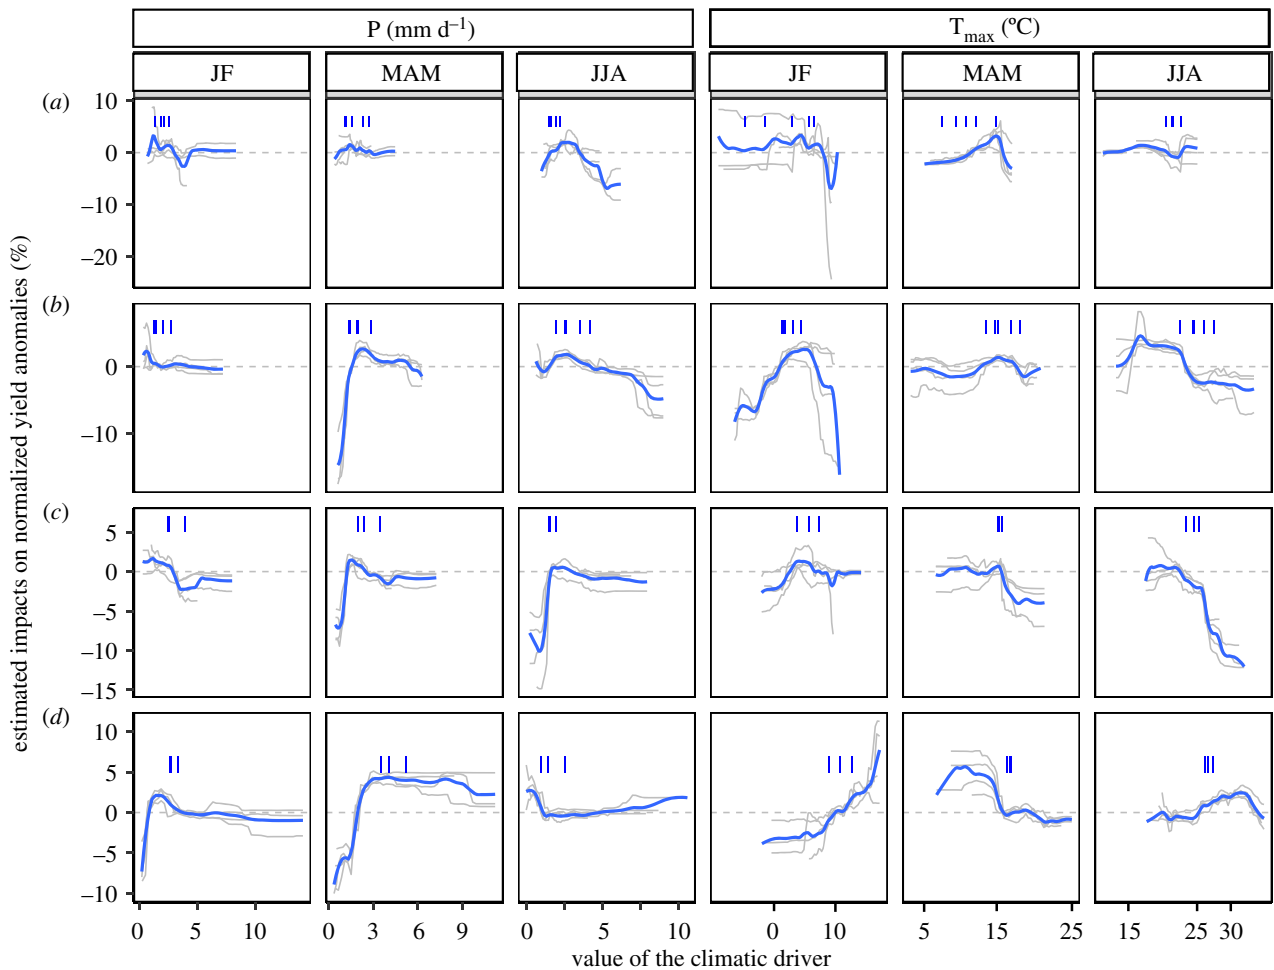 P (mm d–1) Tmax (ºC)
JF MAM JJA JF MAM JJA
(a) 10
0
–10
–20
(b)
0
–10
(c)
5
0
–5
–10
–15
(d)
10
5
0
–5
–10
0 5 10 0 3 6 9 0 5 10 0 10 5 15 25 15 25 30
estimated impacts on normalized yield anomalies (%)
value of the climatic driver